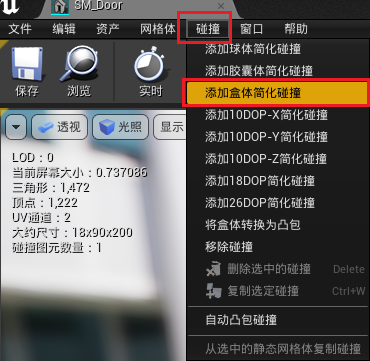 SM_Door
文件 编辑 资产 网格体 碰撞 窗口 帮助
保存 浏览 实时
透视 光照 显示
LOD：0
当前屏幕大小：0.737086
三角形：1,472
顶点：1,222
UV通道：2
大约尺寸：18x90x200
碰撞图元数量：1
添加球体简化碰撞
添加胶囊体简化碰撞
添加盒体简化碰撞
添加10DOP-X简化碰撞
添加10DOP-Y简化碰撞
添加10DOP-Z简化碰撞
添加18DOP简化碰撞
添加26DOP简化碰撞
将盒体转换为凸包
移除碰撞
删除选中的碰撞 Delete
复制选定碰撞 Ctrl+W
自动凸包碰撞
从选中的静态网格体复制碰撞